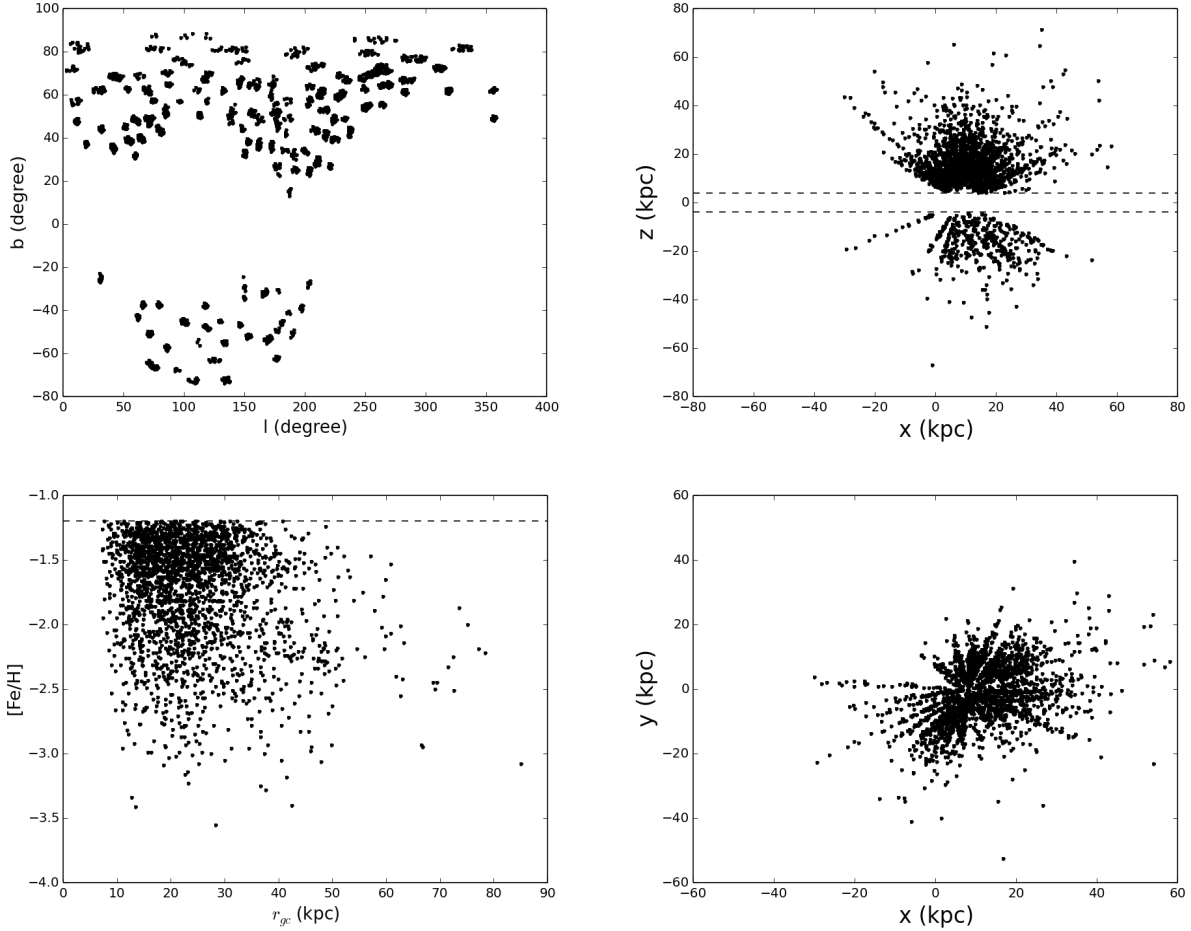 100
80
60
40
20
0
−20
−40
−60
−80
b (degree)
0 50 100 150 200 250 300 350 400
l (degree)
80
60
40
20
0
−20
−40
−60
−80
z (kpc)
−80 −60 −40 −20 0 20 40 60 80
x (kpc)
−1.0
−1.5
−2.0
−2.5
−3.0
−3.5
−4.0
[Fe/H]
0 10 20 30 40 50 60 70 80 90
r_gc (kpc)
60
40
20
0
−20
−40
−60
y (kpc)
−60 −40 −20 0 20 40 60
x (kpc)